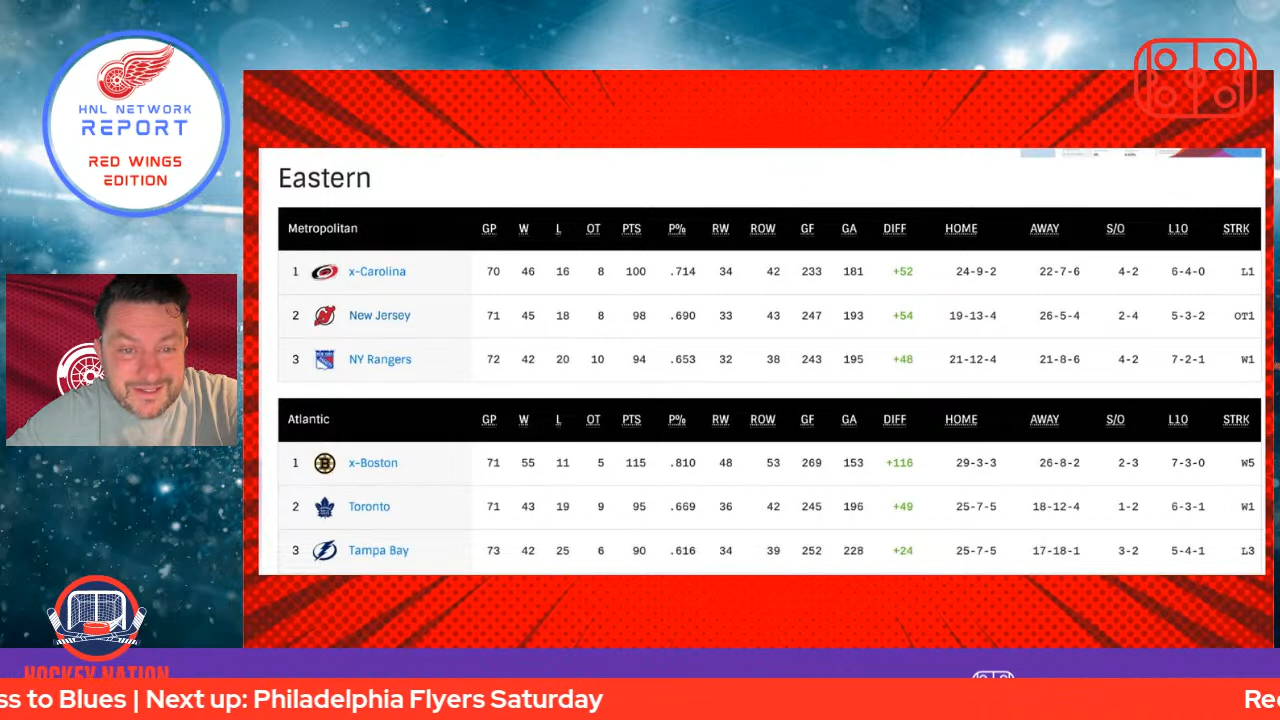 HNL NETWORK
REPORT
RED WINGS
EDITION
Eastern
Metropolitan GP W L OT PTS P% RW ROW GF GA DIFF HOME AWAY S/O L10 STRK
1 x-Carolina 70 46 16 8 100 .714 34 42 233 181 +52 24-9-2 22-7-6 4-2 6-4-0 L1
2 New Jersey 71 45 18 8 98 .690 33 43 247 193 +54 19-13-4 26-5-4 2-4 5-3-2 OT1
3 NY Rangers 72 42 20 10 94 .653 32 38 243 195 +48 21-12-4 21-8-6 4-2 7-2-1 W1
Atlantic GP W L OT PTS P% RW ROW GF GA DIFF HOME AWAY S/O L10 STRK
1 x-Boston 71 55 11 5 115 .810 48 53 269 153 +116 29-3-3 26-8-2 2-3 7-3-0 W5
2 Toronto 71 43 19 9 95 .669 36 42 245 196 +49 25-7-5 18-12-4 1-2 6-3-1 W1
3 Tampa Bay 73 42 25 6 90 .616 34 39 252 228 +24 25-7-5 17-18-1 3-2 5-4-1 L3
HOCKEY NATION
ss to Blues | Next up: Philadelphia Flyers Saturday Re